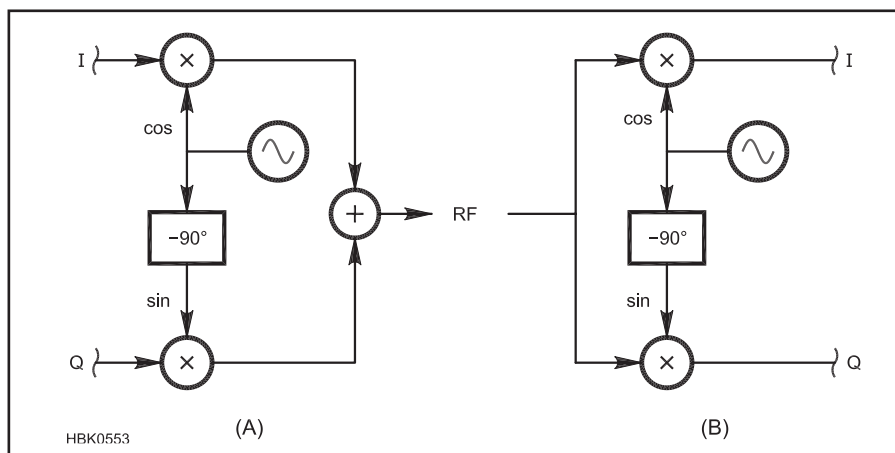 I × × I
cos cos
+ RF
−90° −90°
sin sin
Q × × Q
(A) (B)
HBK0553